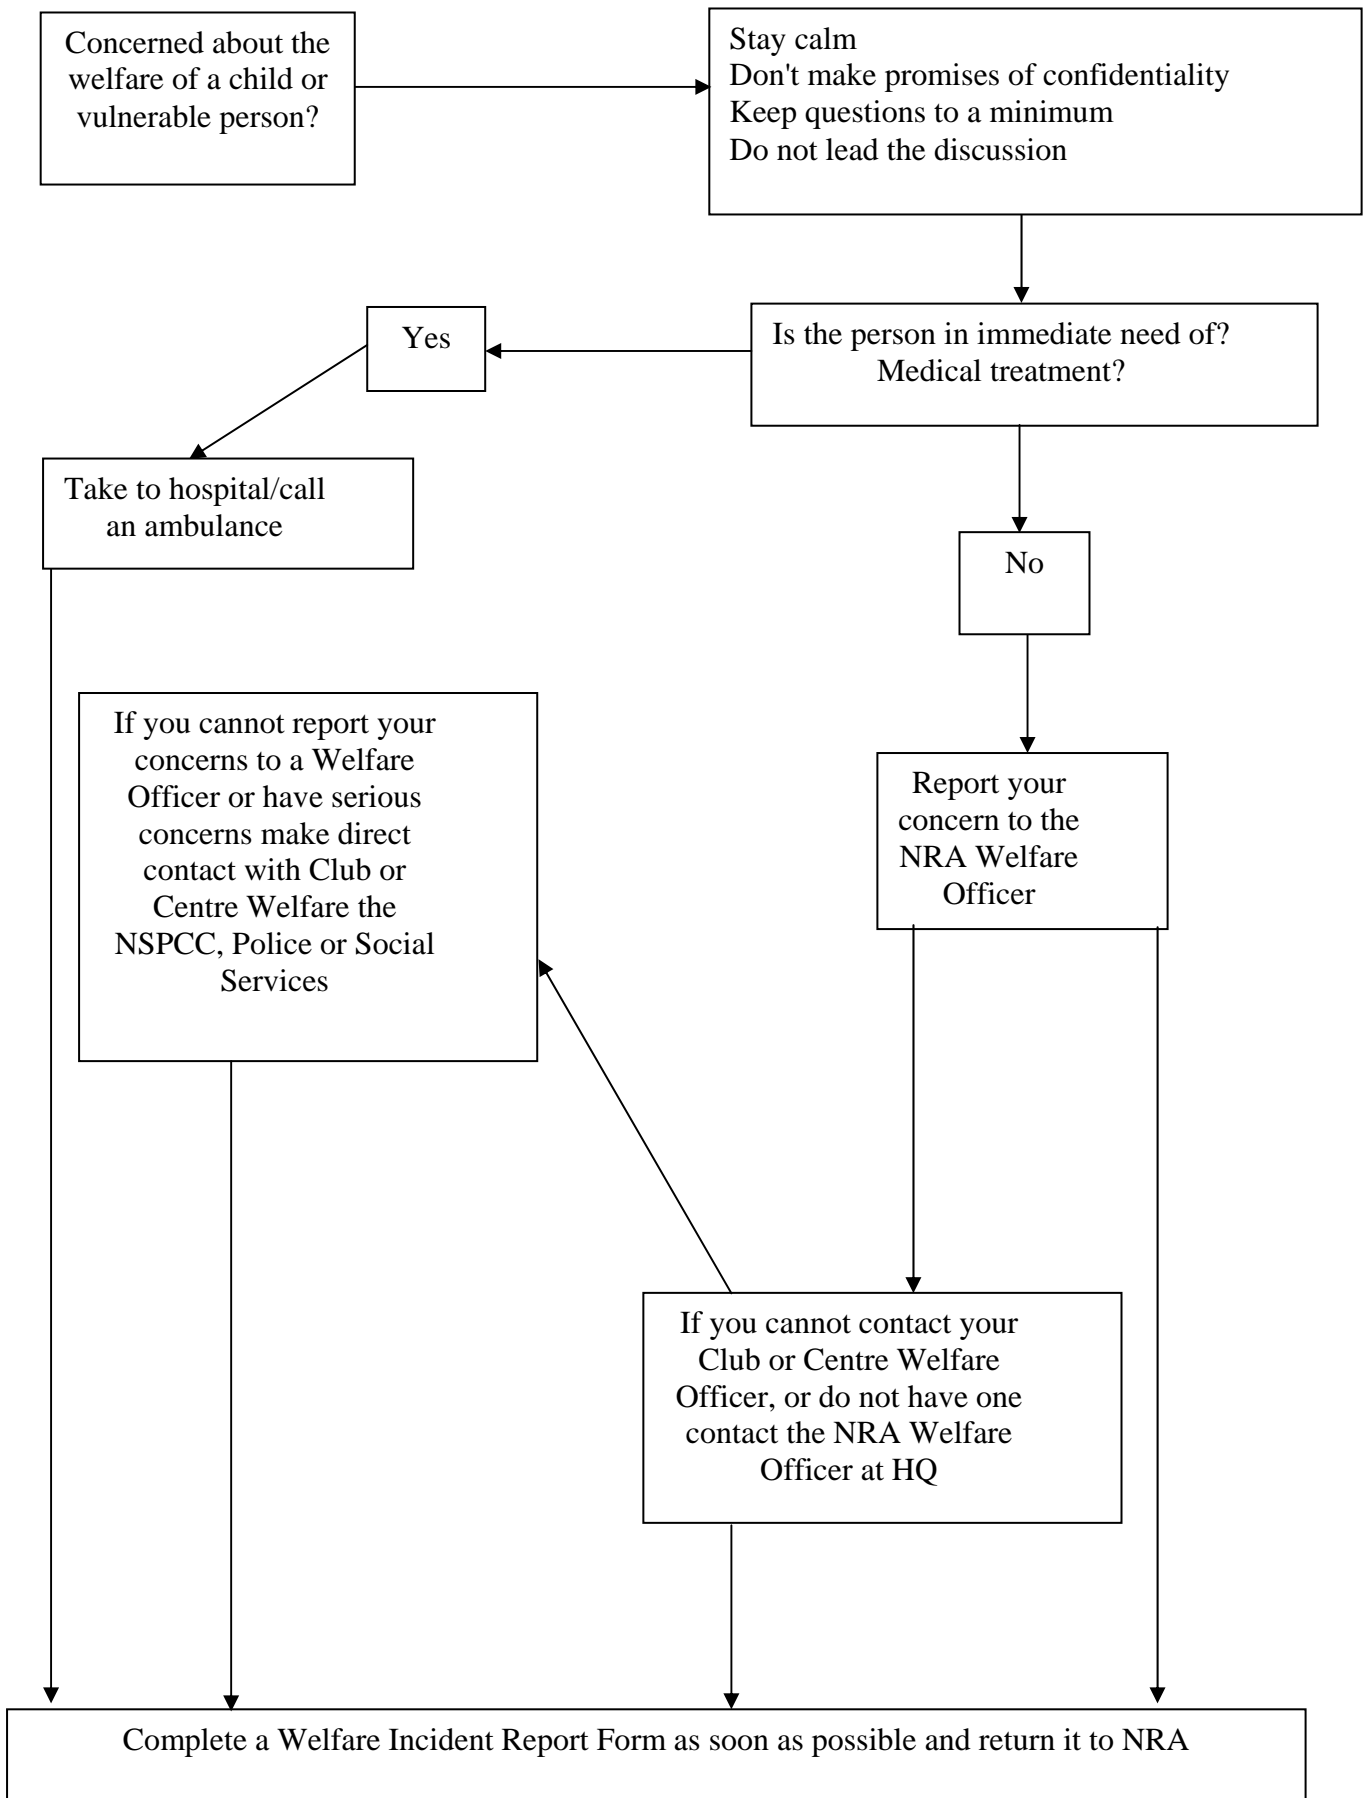 Concerned about the
welfare of a child or
vulnerable person?
Stay calm
Don't make promises of confidentiality
Keep questions to a minimum
Do not lead the discussion
Is the person in immediate need of?
Medical treatment?
Yes
Take to hospital/call
an ambulance
No
Report your
concern to the
NRA Welfare
Officer
If you cannot report your
concerns to a Welfare
Officer or have serious
concerns make direct
contact with Club or
Centre Welfare the
NSPCC, Police or Social
Services
If you cannot contact your
Club or Centre Welfare
Officer, or do not have one
contact the NRA Welfare
Officer at HQ
Complete a Welfare Incident Report Form as soon as possible and return it to NRA